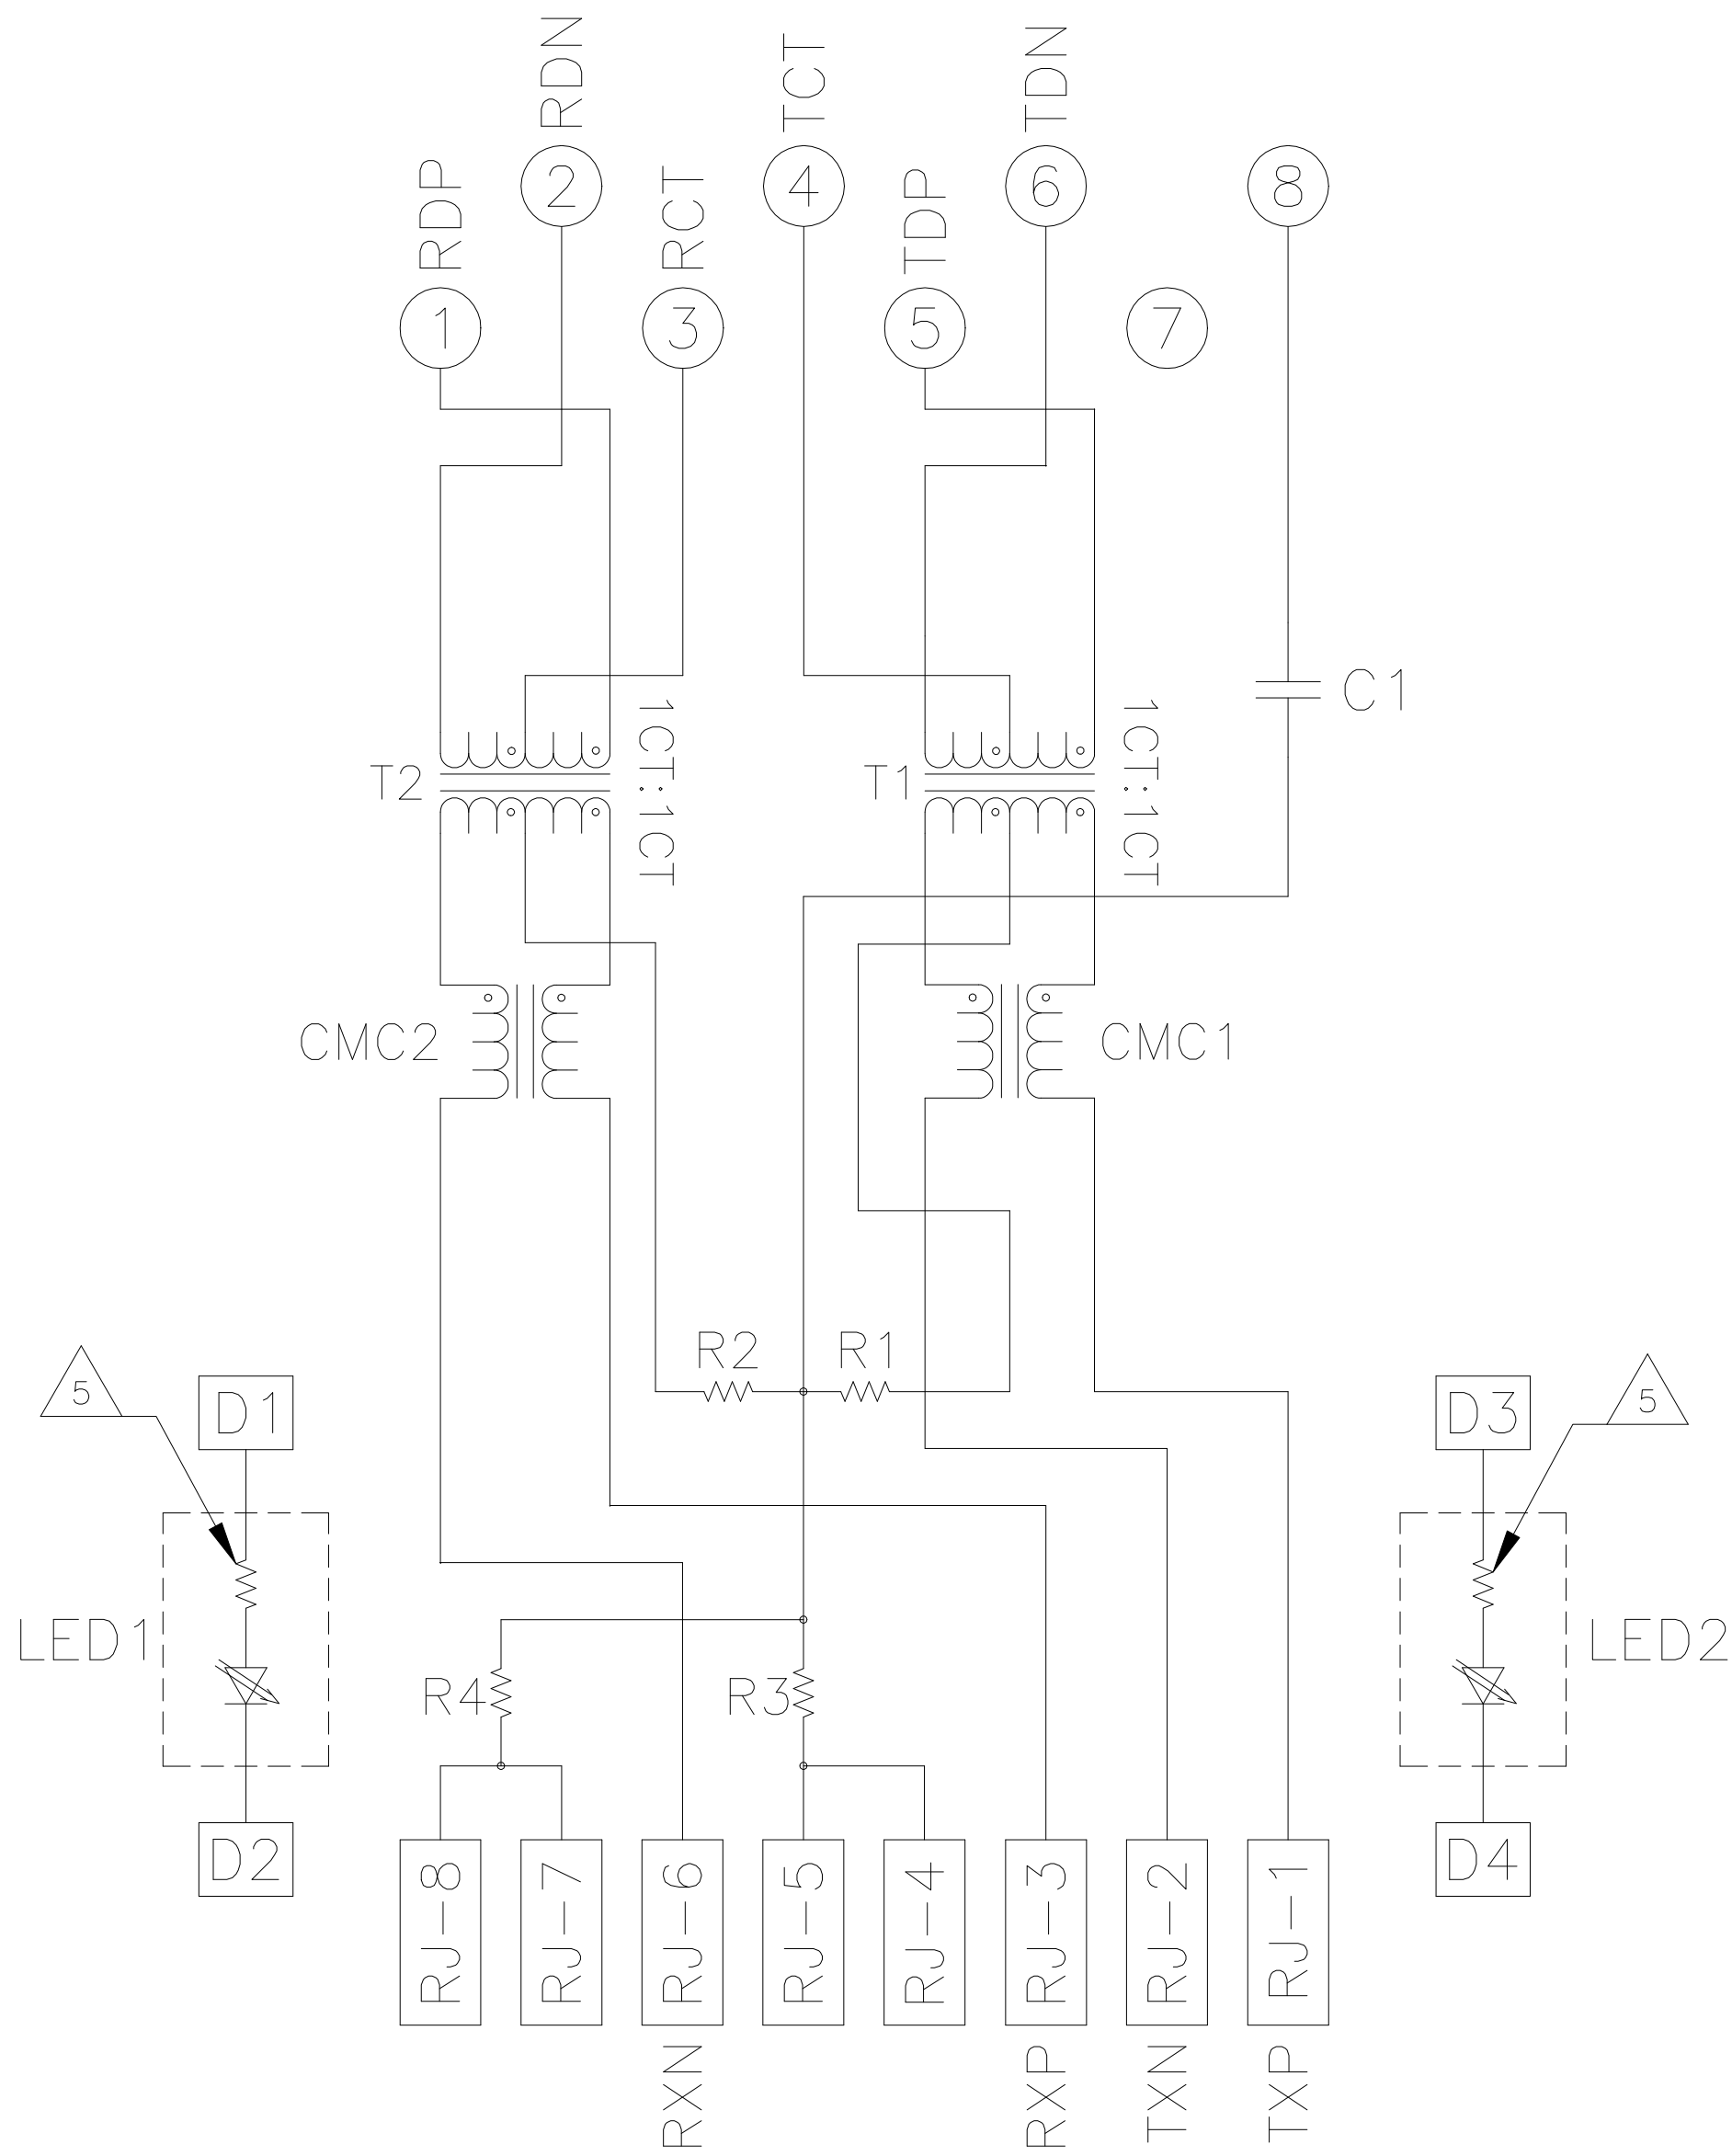 RDN
TCT
TDN
RDP
RCT
TDP
2
4
6
8
1
3
5
7
C1
1CT:1CT
1CT:1CT
T2
T1
CMC2
CMC1
R2
R1
5
5
D1
D3
LED1
LED2
R4
R3
D2
D4
RJ-8
RJ-7
RJ-6
RJ-5
RJ-4
RJ-3
RJ-2
RJ-1
RXN
RXP
TXN
TXP